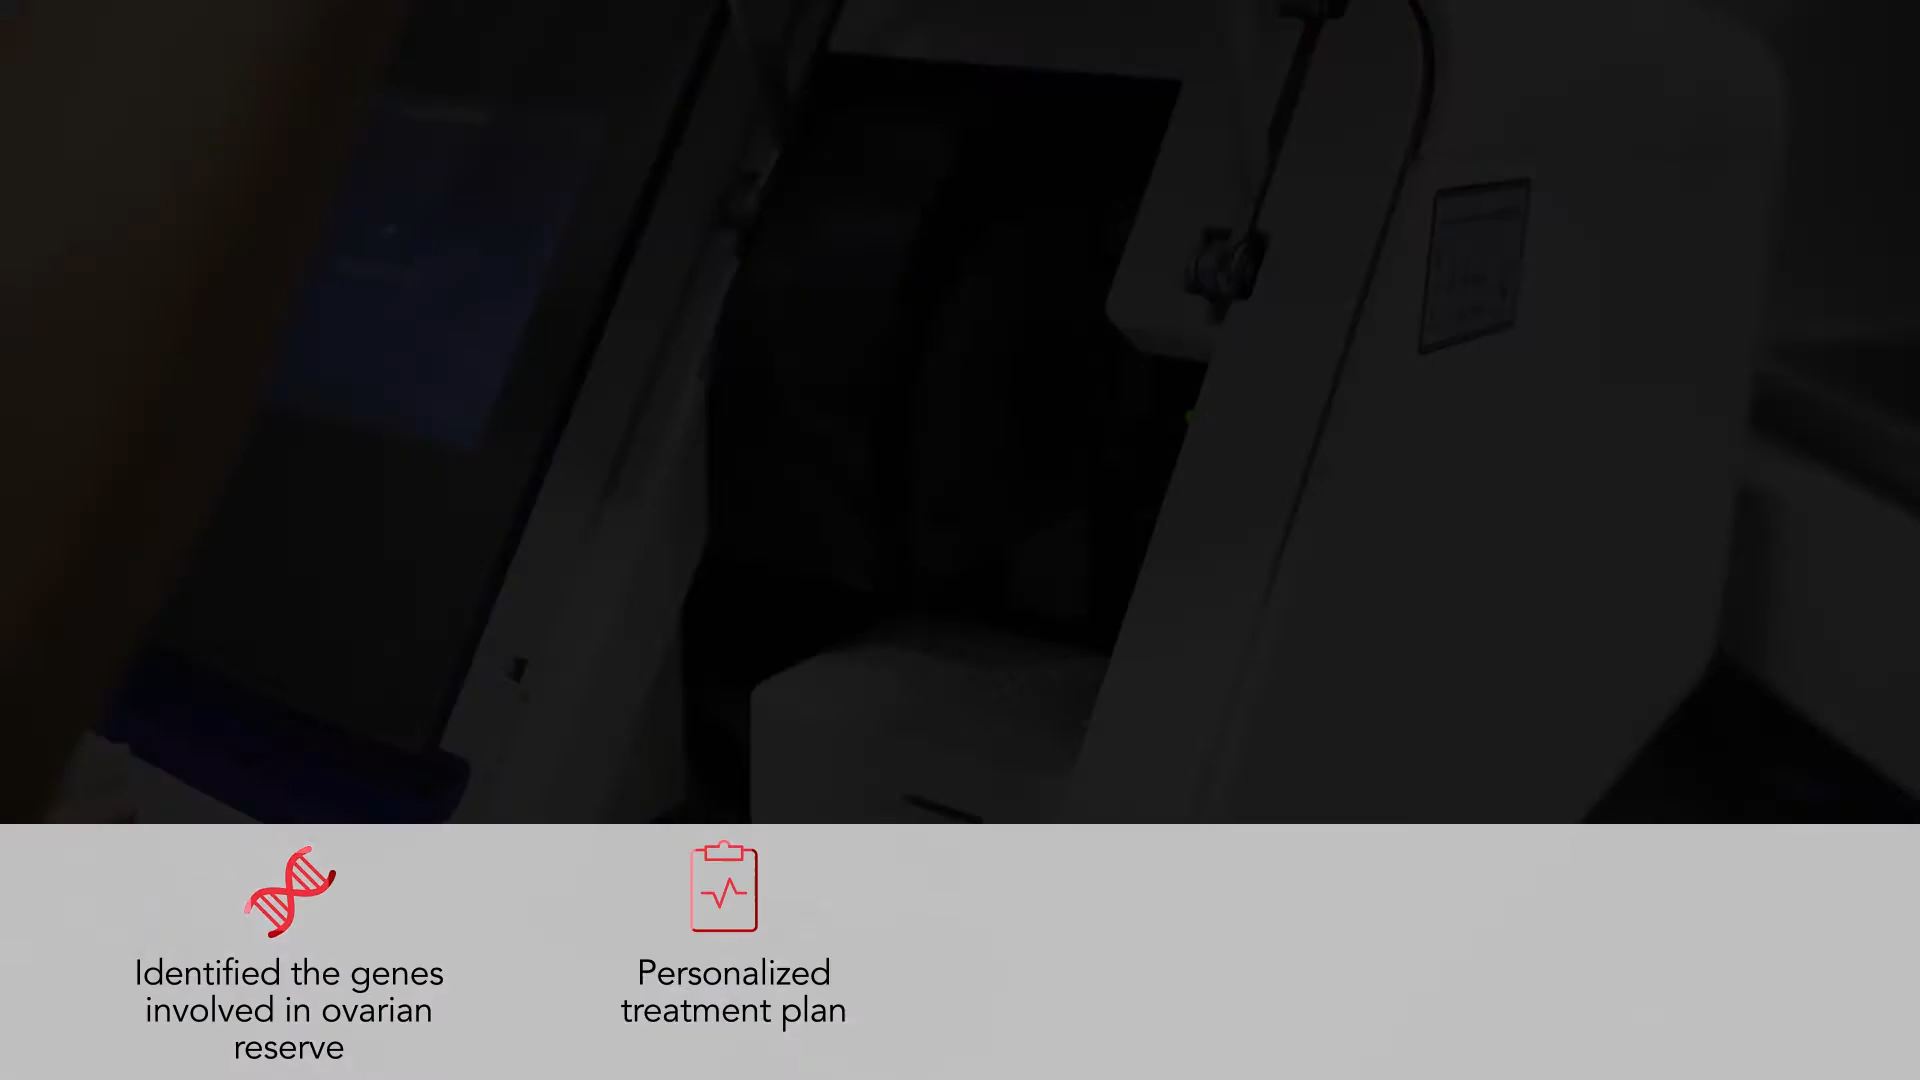 Identified the genes
involved in ovarian
reserve
Personalized
treatment plan